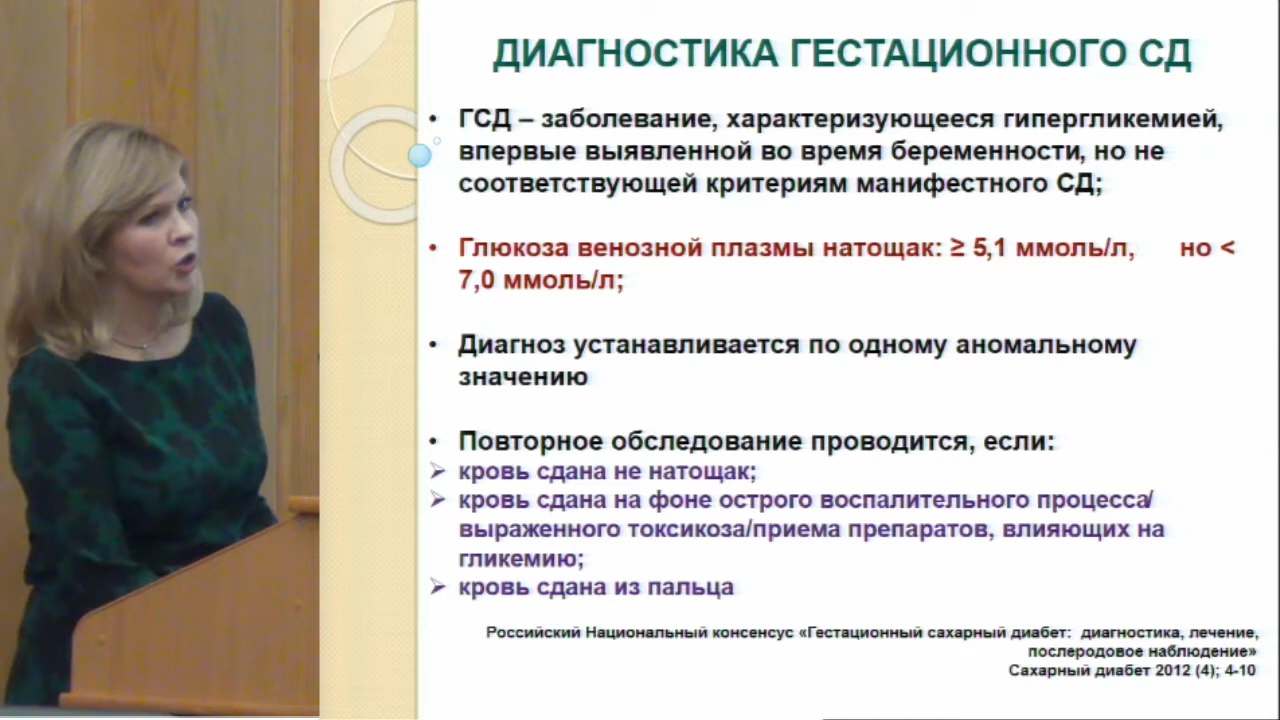 ДИАГНОСТИКА ГЕСТАЦИОННОГО СД
• ГСД – заболевание, характеризующееся гипергликемией,
впервые выявленной во время беременности, но не
соответствующей критериям манифестного СД;
• Глюкоза венозной плазмы натощак: ≥ 5,1 ммоль/л, но <
7,0 ммоль/л;
• Диагноз устанавливается по одному аномальному
значению
• Повторное обследование проводится, если:
➢ кровь сдана не натощак;
➢ кровь сдана на фоне острого воспалительного процесса/
выраженного токсикоза/приема препаратов, влияющих на
гликемию;
➢ кровь сдана из пальца
Российский Национальный консенсус «Гестационный сахарный диабет: диагностика, лечение,
послеродовое наблюдение»
Сахарный диабет 2012 (4); 4-10